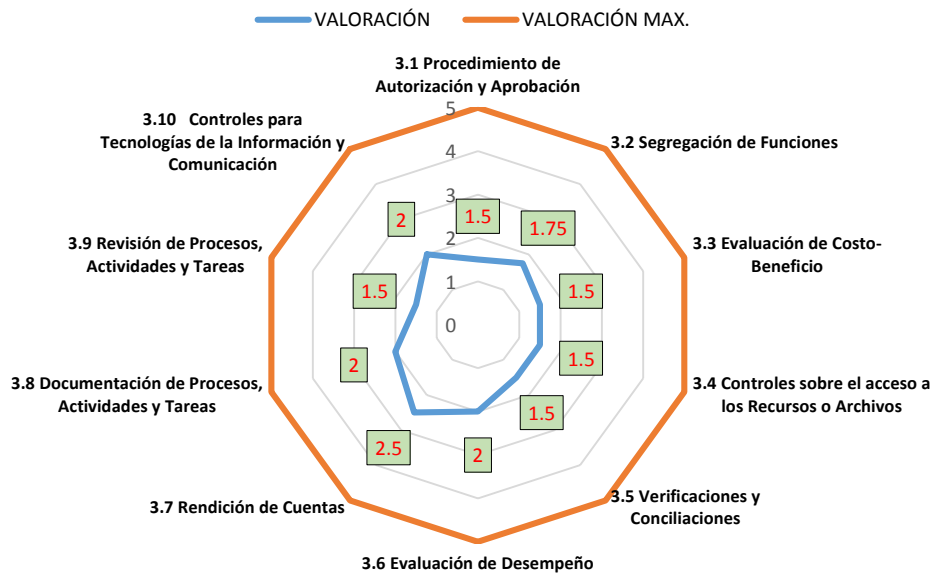 VALORACIÓN
VALORACIÓN MAX.
3.1 Procedimiento de
Autorización y Aprobación
3.10 Controles para
Tecnologías de la Información y
Comunicación
3.2 Segregación de Funciones
3.9 Revisión de Procesos,
Actividades y Tareas
3.3 Evaluación de Costo-
Beneficio
3.8 Documentación de Procesos,
Actividades y Tareas
3.4 Controles sobre el acceso a
los Recursos o Archivos
3.7 Rendición de Cuentas
3.5 Verificaciones y
Conciliaciones
3.6 Evaluación de Desempeño
5
4
3
2
1
0
1.5
1.75
1.5
1.5
1.5
2
2.5
2
1.5
2